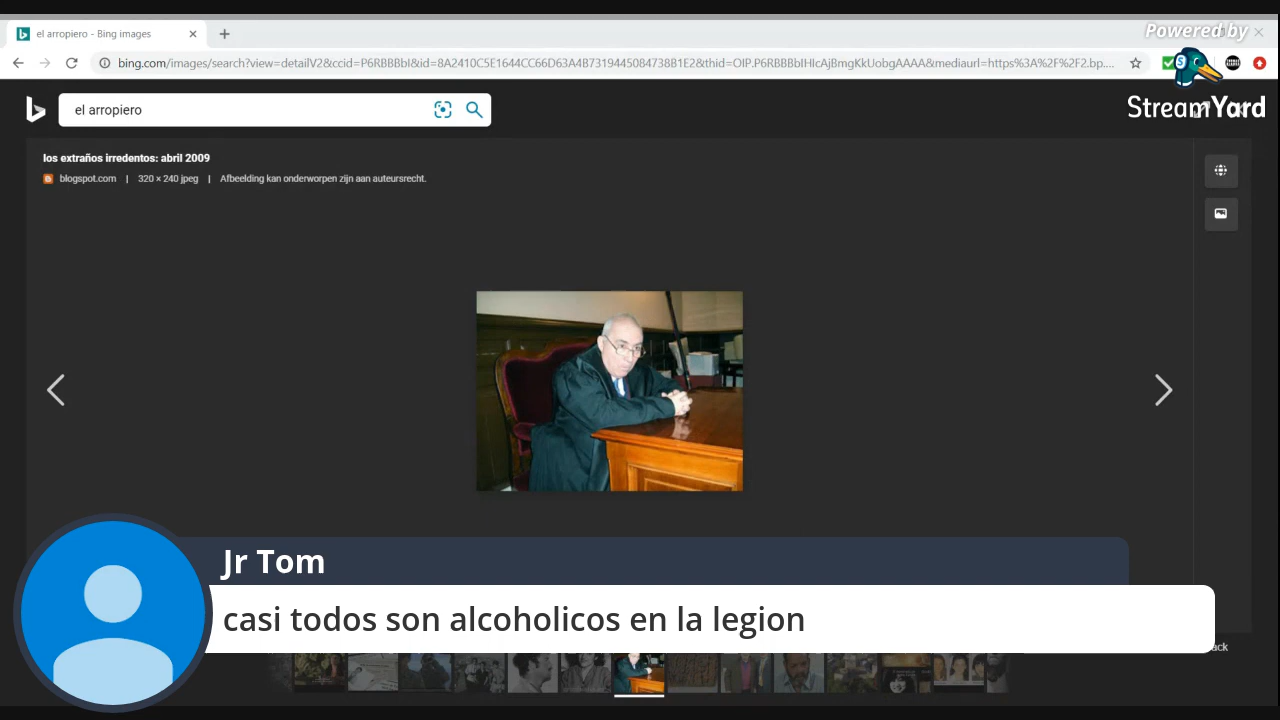 el arropiero - Bing images
Powered by
bing.com/images/search?view=detailV2&ccid=P6RBBBbI&id=8A2410C5E1644CC66D63A4B7319445084738B1E2&thid=OIP.P6RBBBbIHIcAjBmgKkUobgAAAA&mediaurl=https%3A%2F%2F2.bp....
StreamYard
el arropiero
los extraños irredentos: abril 2009
blogspot.com | 320 × 240 jpeg | Afbeelding kan onderworpen zijn aan auteursrecht.
Jr Tom
casi todos son alcoholicos en la legion